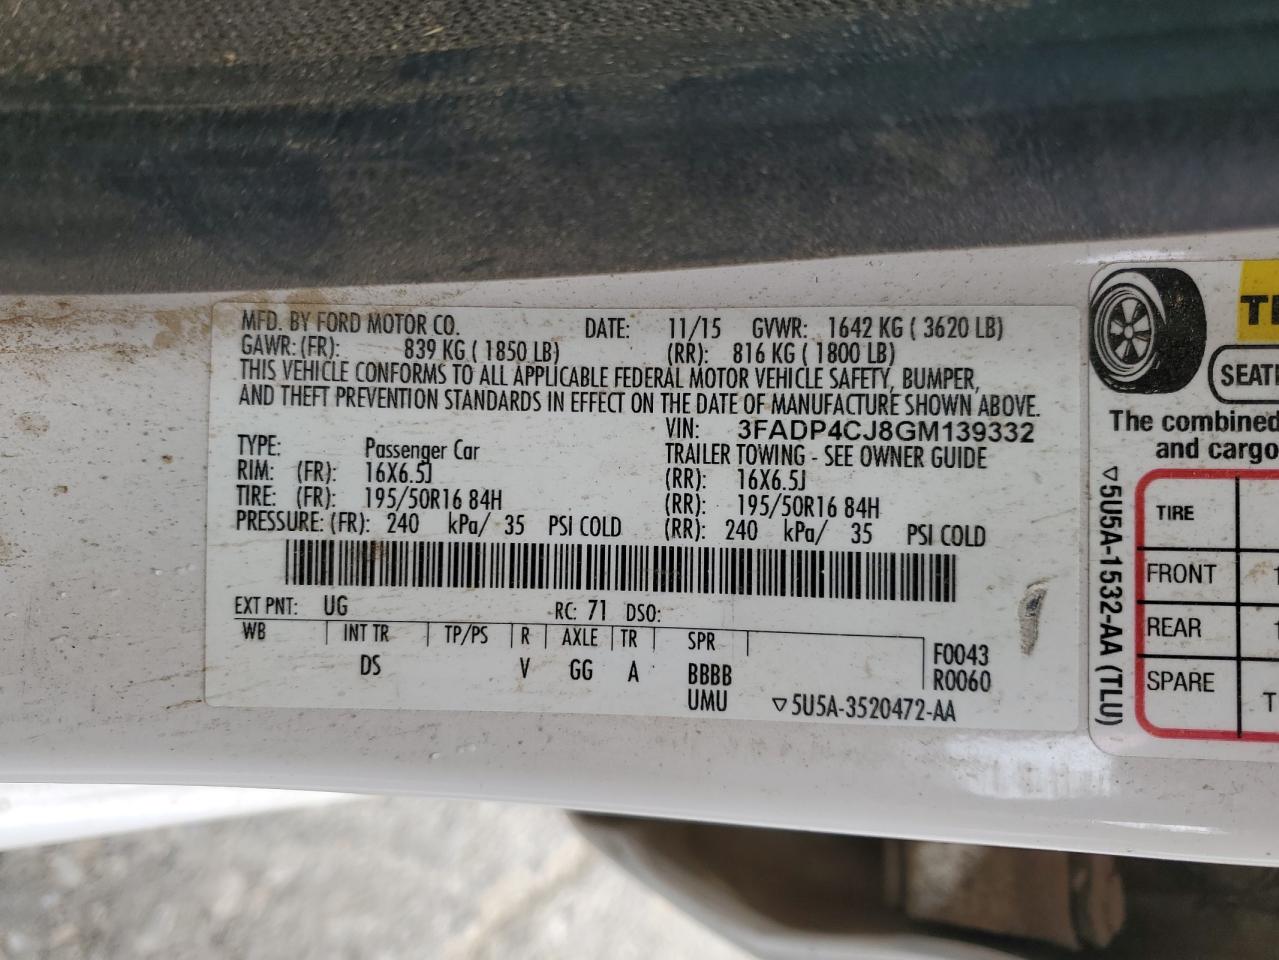 MFD. BY FORD MOTOR CO. DATE: 11/15 GVWR: 1642 KG ( 3620 LB)
GAWR: (FR): 839 KG ( 1850 LB) (RR): 816 KG ( 1800 LB)
THIS VEHICLE CONFORMS TO ALL APPLICABLE FEDERAL MOTOR VEHICLE SAFETY, BUMPER,
AND THEFT PREVENTION STANDARDS IN EFFECT ON THE DATE OF MANUFACTURE SHOWN ABOVE.
VIN: 3FADP4CJ8GM139332
TYPE: Passenger Car TRAILER TOWING - SEE OWNER GUIDE
RIM: (FR): 16X6.5J (RR): 16X6.5J
TIRE: (FR): 195/50R16 84H (RR): 195/50R16 84H
PRESSURE: (FR): 240 kPa/ 35 PSI COLD (RR): 240 kPa/ 35 PSI COLD
EXT PNT: UG RC: 71 DSO:
WB INT TR TP/PS R AXLE TR SPR
DS V GG A BBBB
UMU
F0043
R0060
▽5U5A-3520472-AA
TI
SEATI
The combined
and cargo
▽5U5A-1532-AA (TLU)
TIRE
FRONT 1
REAR 1
SPARE T